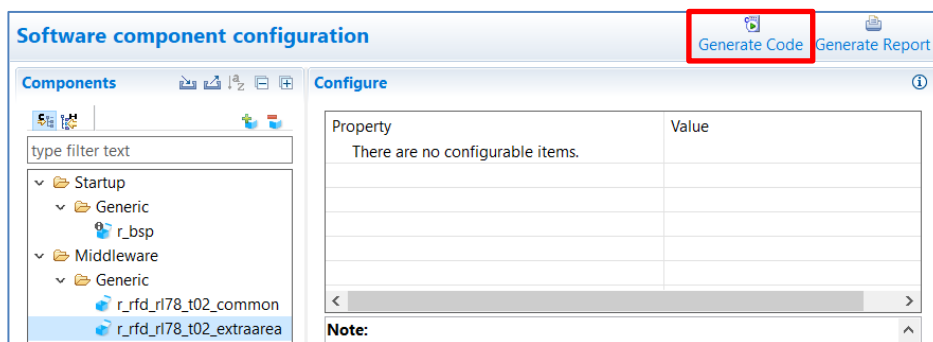 Software component configuration
Generate Code Generate Report
Components
Configure
type filter text
Property Value
There are no configurable items.
Startup
Generic
r_bsp
Middleware
Generic
r_rfd_rl78_t02_common
r_rfd_rl78_t02_extraarea
Note: